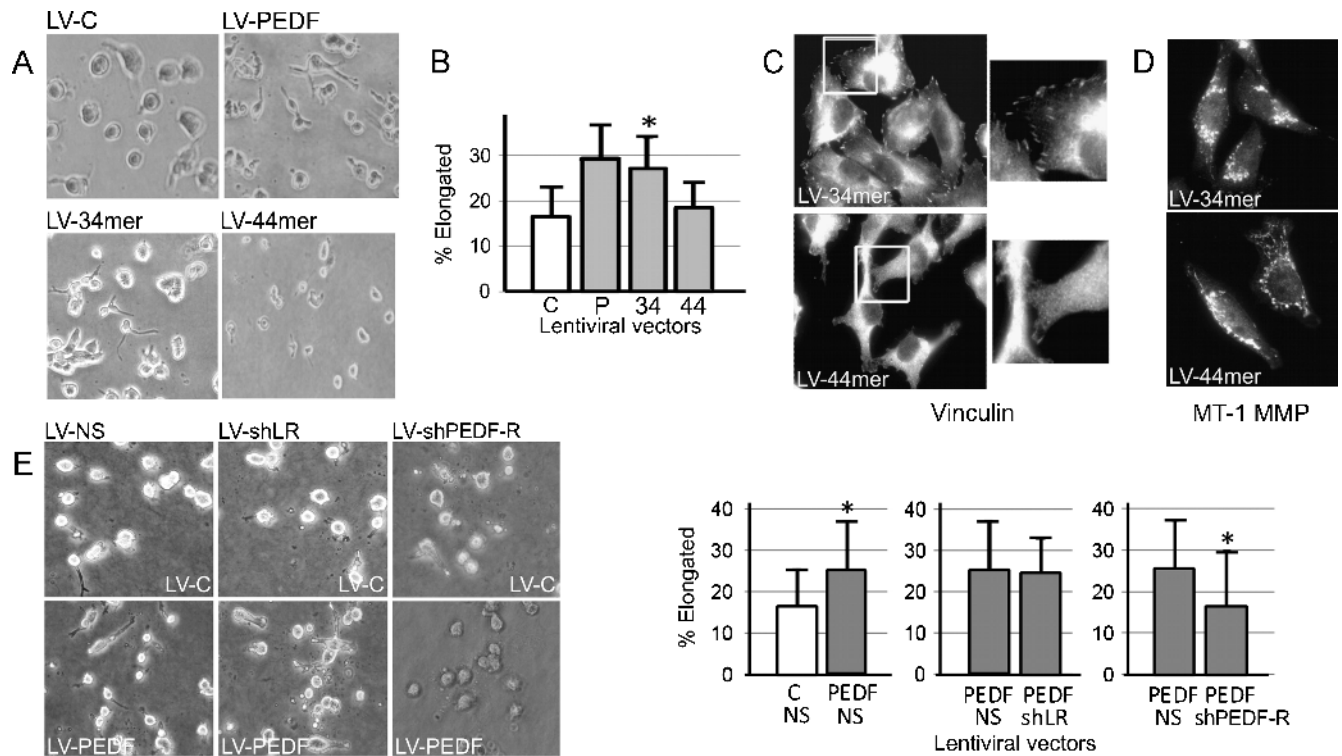 A
LV-C
LV-PEDF
LV-34mer
LV-44mer
B
% Elongated
30
20
10
0
*
C P 34 44
Lentiviral vectors
C
LV-34mer
LV-44mer
Vinculin
D
LV-34mer
LV-44mer
MT-1 MMP
E
LV-NS
LV-shLR
LV-shPEDF-R
LV-C
LV-C
LV-C
LV-PEDF
LV-PEDF
LV-PEDF
% Elongated
40
30
20
10
0
*
C
NS
PEDF
NS
40
30
20
10
0
PEDF
NS
PEDF
shLR
40
30
20
10
0
*
PEDF
NS
PEDF
shPEDF-R
Lentiviral vectors